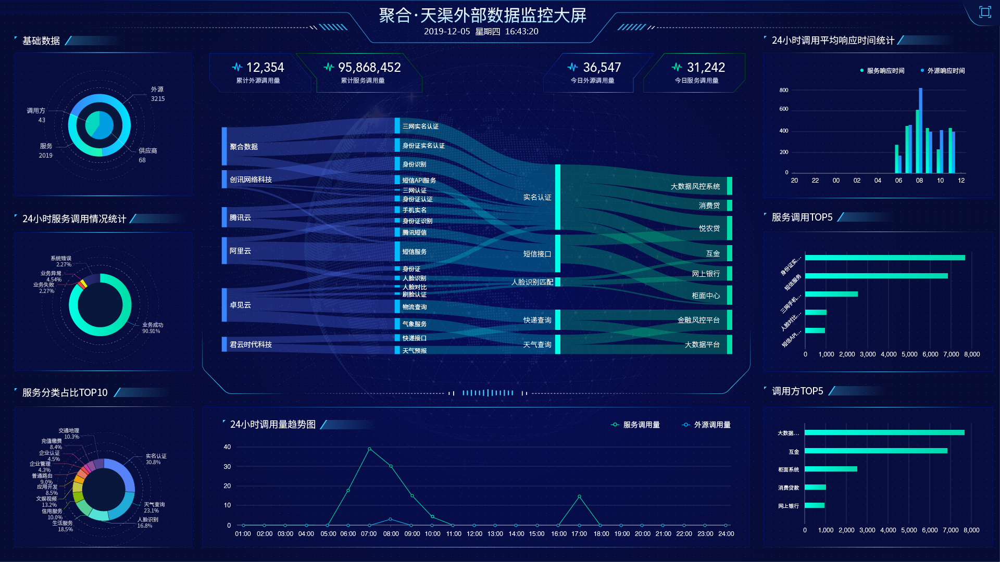 聚合·天渠外部数据监控大屏
2019-12-05 星期四 16:43:20
基础数据
外源
3215
调用方
43
服务
2019
供应商
68
24小时服务调用情况统计
系统错误
2.27%
业务异常
4.54%
业务失败
2.27%
业务成功
90.91%
服务分类占比TOP10
交通地理
10.3%
充值缴费
8.4%
企业认证
4.5%
企业管理
4.3%
普通路由
9.0%
应用开发
8.5%
文娱视频
13.2%
信用服务
10.0%
生活服务
18.5%
实名认证
30.8%
天气查询
23.1%
人脸识别
16.8%
12,354
累计外源调用量
95,868,452
累计服务调用量
36,547
今日外源调用量
31,242
今日服务调用量
聚合数据
创讯网络科技
腾讯云
阿里云
卓见云
君云时代科技
三网实名认证
身份证实名认证
身份识别
短信API服务
三网认证
身份证认证
手机实名
身份证识别
腾讯短信
短信服务
身份证
人脸识别
人脸对比
刷脸认证
物流查询
气象服务
快递接口
天气预报
实名认证
短信接口
人脸识别匹配
快递查询
天气查询
大数据风控系统
消费贷
悦农贷
互金
网上银行
柜面中心
金融风控平台
大数据平台
24小时调用量趋势图
服务调用量
外源调用量
40
30
20
10
0
01:00 02:00 03:00 04:00 05:00 06:00 07:00 08:00 09:00 10:00 11:00 12:00 13:00 14:00 15:00 16:00 17:00 18:00 19:00 20:00 21:00 22:00 23:00 24:00
24小时调用平均响应时间统计
服务响应时间
外源响应时间
800
600
400
200
0
20 22 00 02 04 06 08 10 12
服务调用TOP5
身份证实...
短信服务
三网手机...
人脸对比...
短信API...
0 1,000 2,000 3,000 4,000 5,000 6,000 7,000 8,000
调用方TOP5
大数据...
互金
柜面系统
消费贷款
网上银行
0 1,000 2,000 3,000 4,000 5,000 6,000 7,000 8,000